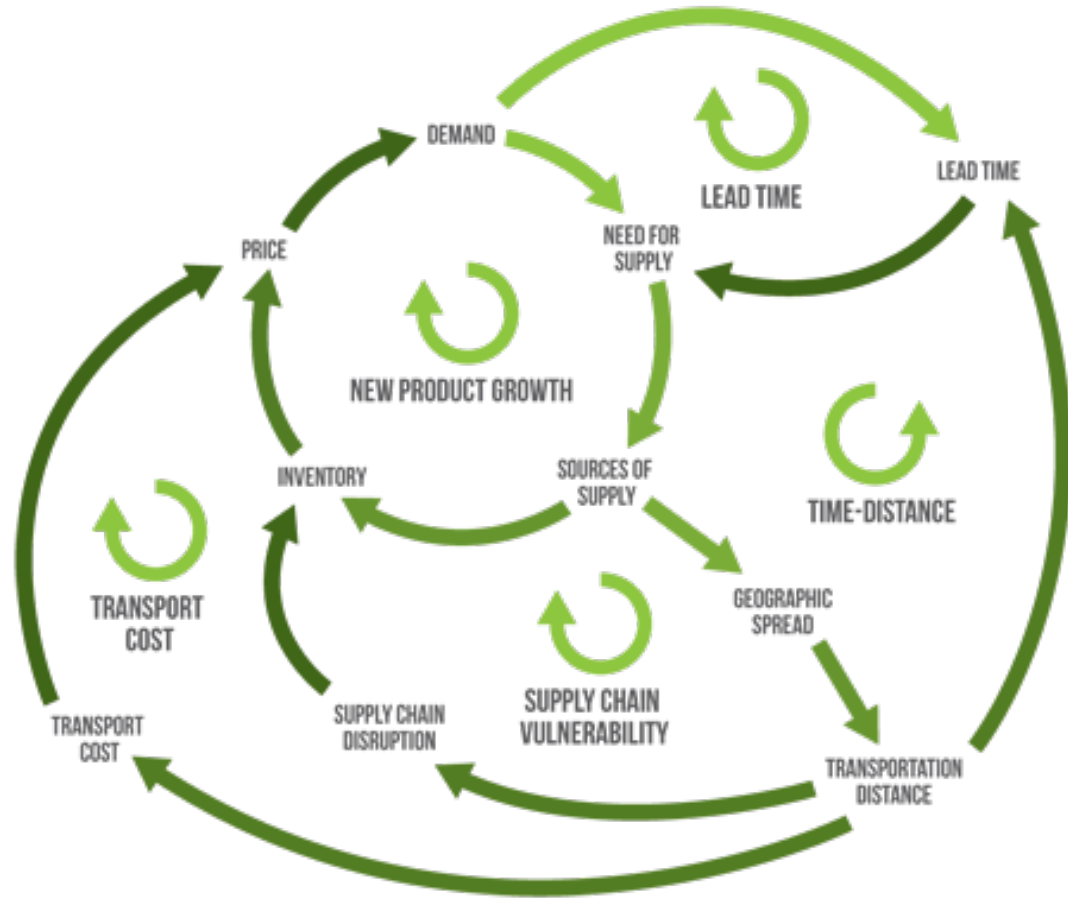 DEMAND
LEAD TIME
LEAD TIME
NEED FOR
SUPPLY
PRICE
NEW PRODUCT GROWTH
INVENTORY
SOURCES OF
SUPPLY
TIME-DISTANCE
TRANSPORT
COST
GEOGRAPHIC
SPREAD
SUPPLY CHAIN
VULNERABILITY
SUPPLY CHAIN
DISRUPTION
TRANSPORT
COST
TRANSPORTATION
DISTANCE